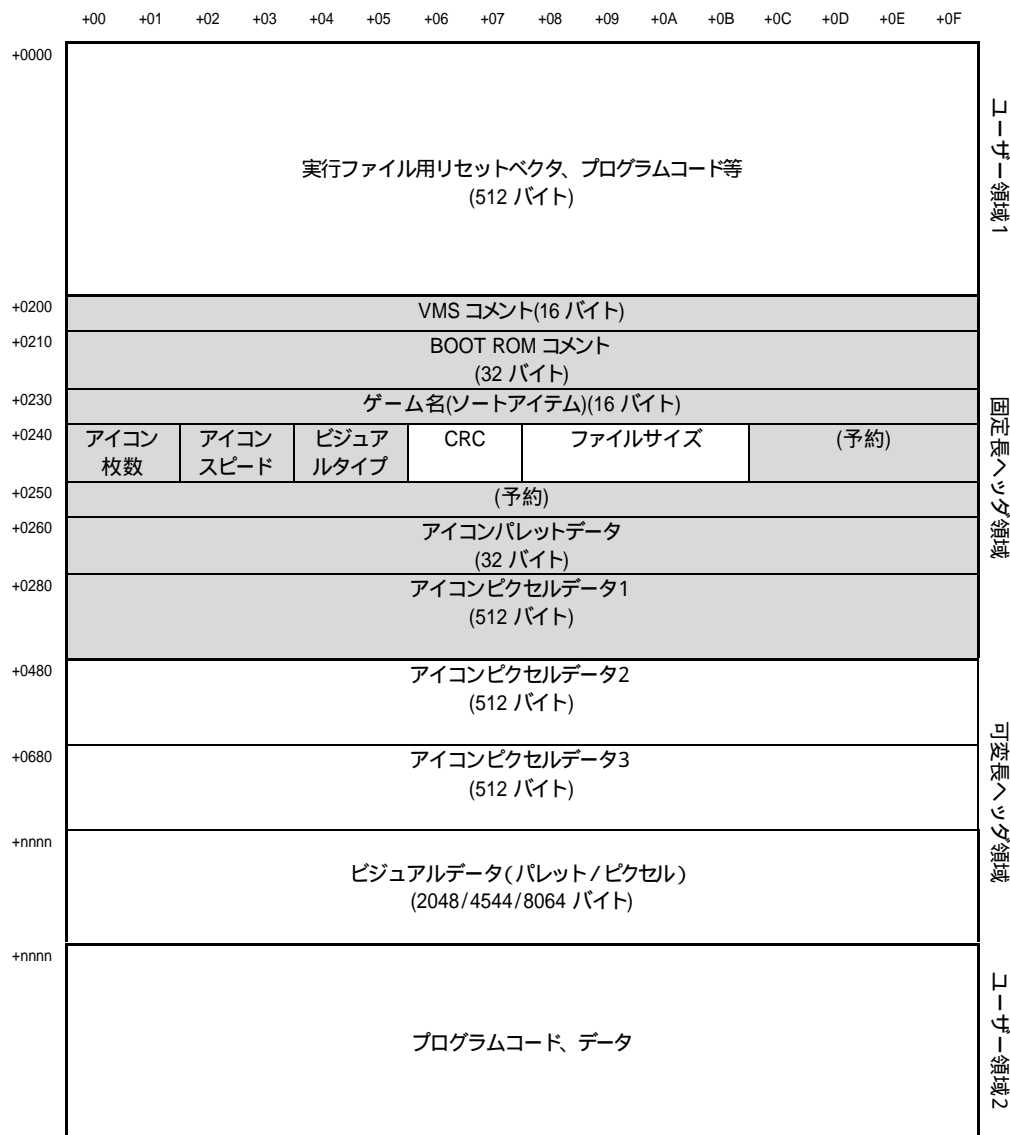 +00 +01 +02 +03 +04 +05 +06 +07 +08 +09 +0A +0B +0C +0D +0E +0F
+0000
実行ファイル用リセットベクタ、プログラムコード等
(512 バイト)
ユーザー領域1
+0200 VMS コメント(16 バイト)
+0210 BOOT ROM コメント
(32 バイト)
+0230 ゲーム名(ソートアイテム)(16 バイト)
+0240 アイコン アイコン ビジュア CRC ファイルサイズ (予約)
枚数 スピード ルタイプ
+0250 (予約)
+0260 アイコンパレットデータ
(32 バイト)
+0280 アイコンピクセルデータ1
(512 バイト)
固定長ヘッダ領域
+0480 アイコンピクセルデータ2
(512 バイト)
+0680 アイコンピクセルデータ3
(512 バイト)
+nnnn
ビジュアルデータ(パレット/ピクセル)
(2048/4544/8064 バイト)
可変長ヘッダ領域
+nnnn
プログラムコード、データ
ユーザー領域2